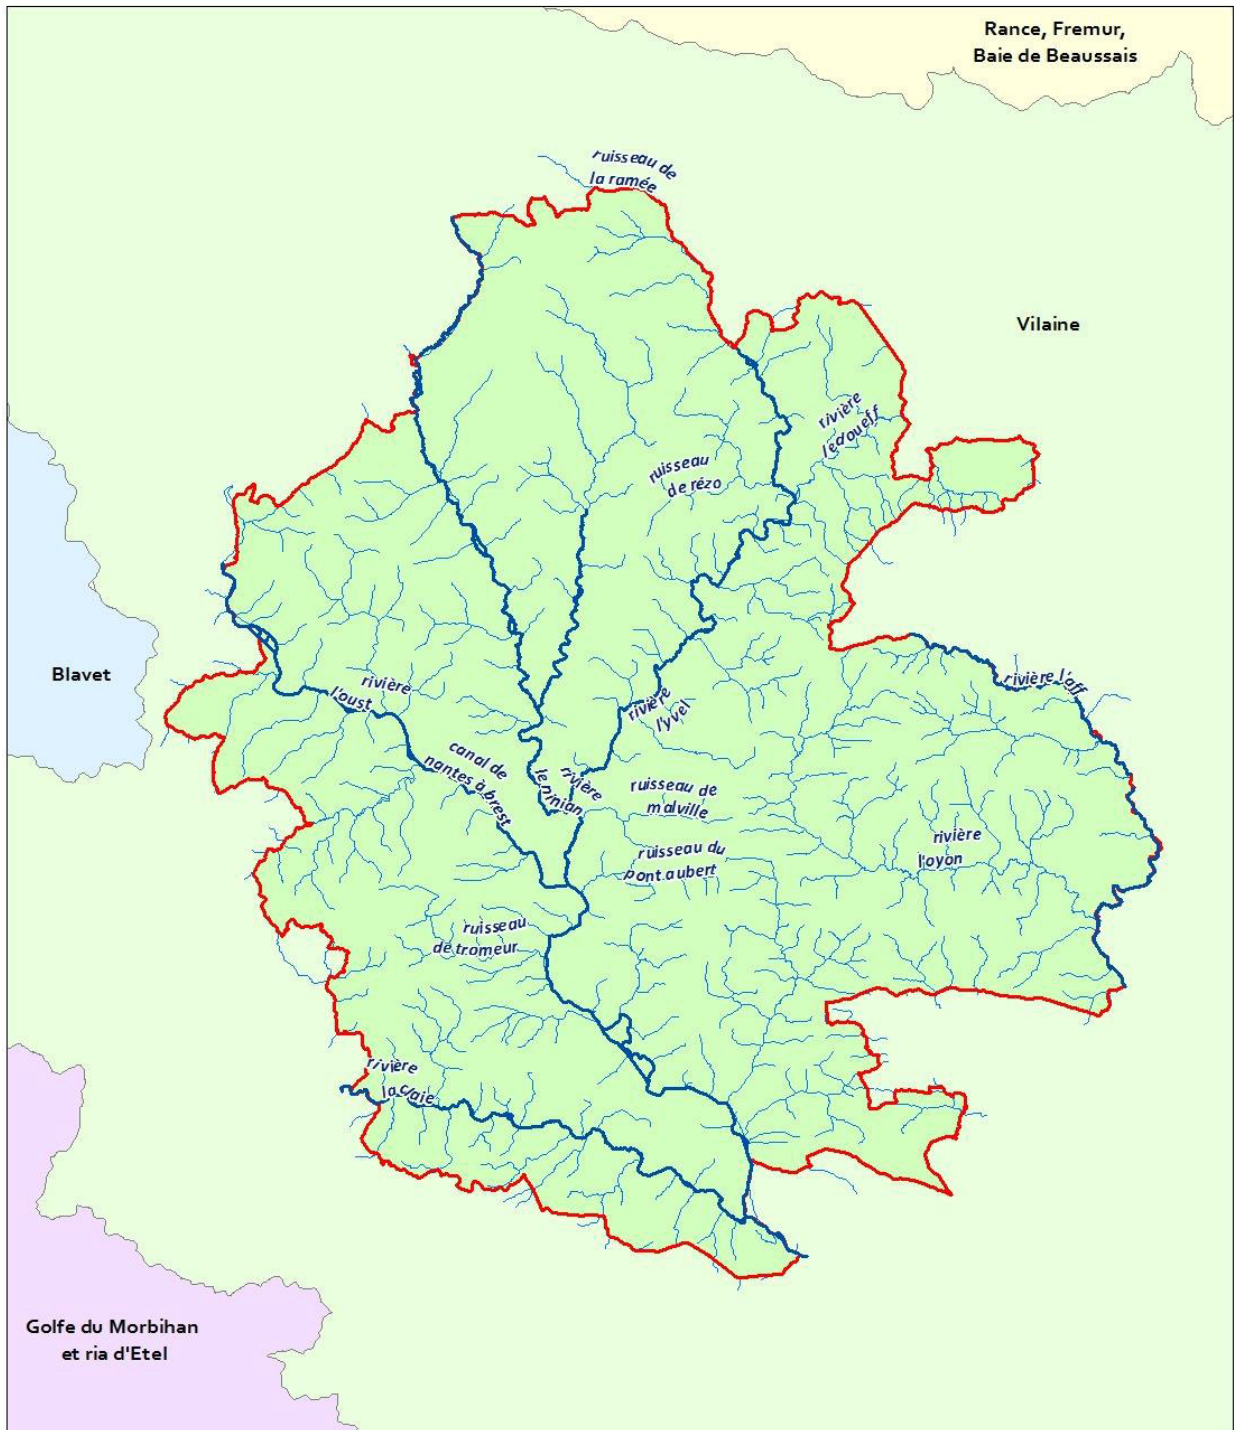 Rance, Fremur,
Baie de Beaussais
ruisseau de
la ramée
Vilaine
rivière
lédoueff
ruisseau
de rézo
Blavet
rivière
l'oust
rivière l'aff
rivière
l'yvel
canal de
nantes à brest
rivière
le ninian
ruisseau de
malville
rivière
l'oyon
ruisseau du
pont aubert
ruisseau
de tromeur
rivière
la claie
Golfe du Morbihan
et ria d'Etel